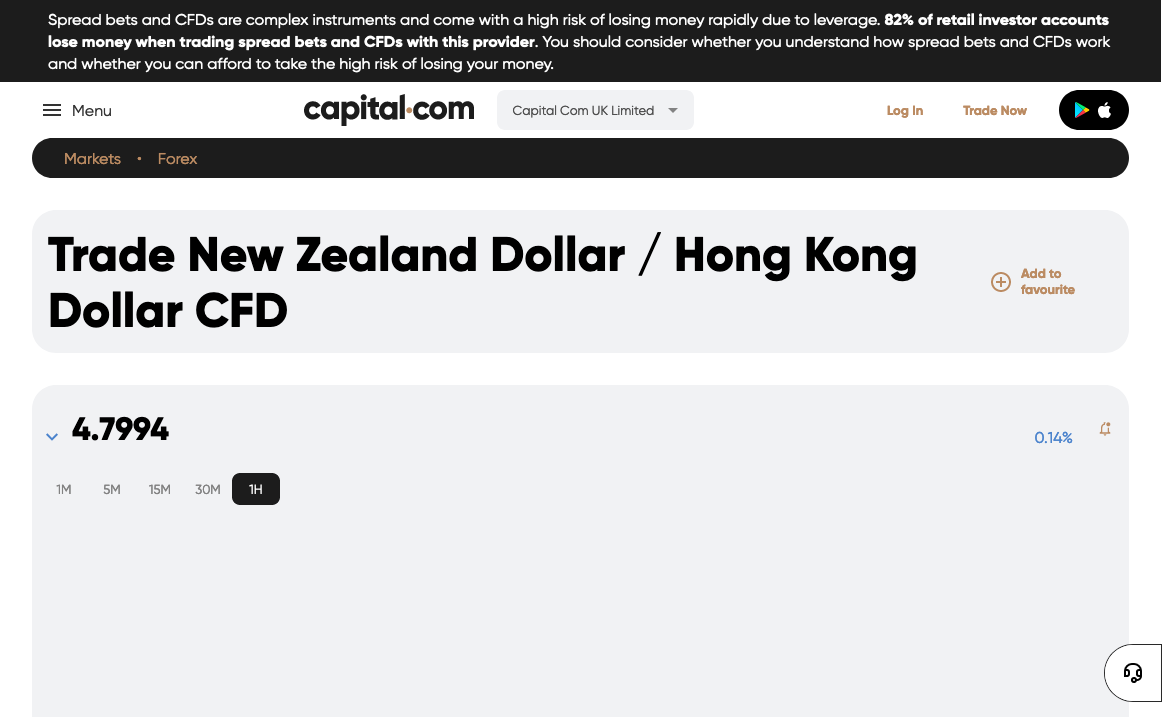 Spread bets and CFDs are complex instruments and come with a high risk of losing money rapidly due to leverage. 82% of retail investor accounts
lose money when trading spread bets and CFDs with this provider. You should consider whether you understand how spread bets and CFDs work
and whether you can afford to take the high risk of losing your money.
Menu
capital.com
Capital Com UK Limited
Log In
Trade Now
Markets • Forex
Trade New Zealand Dollar / Hong Kong
Dollar CFD
Add to
favourite
4.7994
0.14%
1M 5M 15M 30M 1H